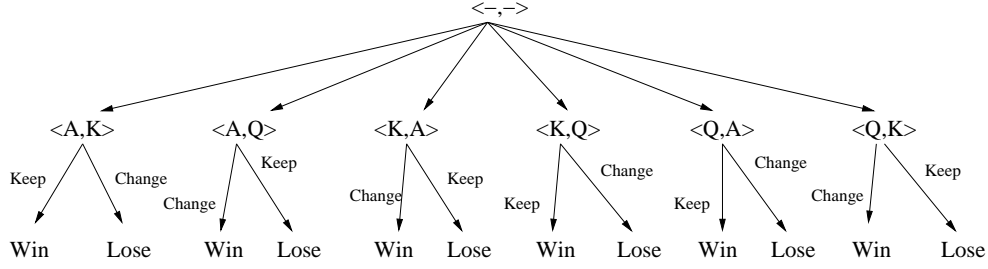 <–,–>
<A,K> <A,Q> <K,A> <K,Q> <Q,A> <Q,K>
Keep Change Change Keep Change Keep Keep Change Keep Change Change Keep
Win Lose Win Lose Win Lose Win Lose Win Lose Win Lose